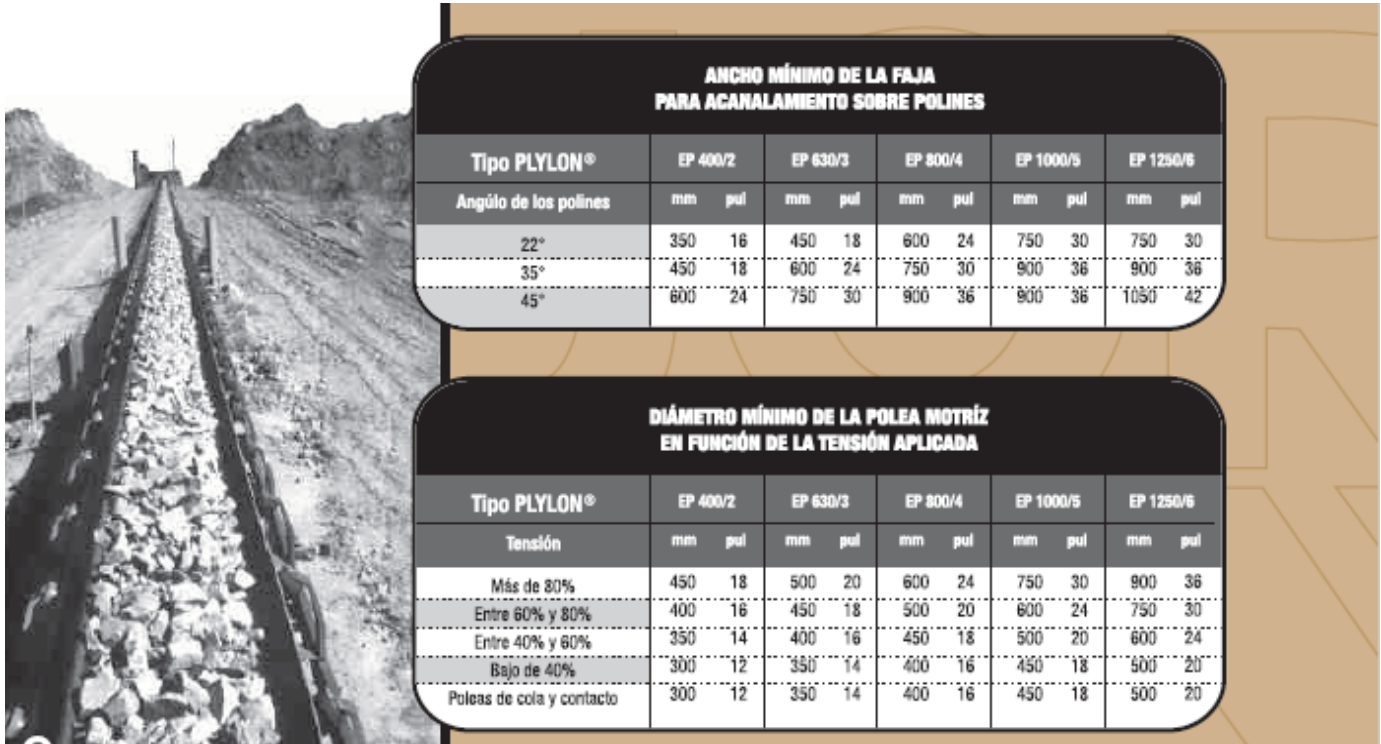 ANCHO MÍNIMO DE LA FAJA
PARA ACANALAMIENTO SOBRE POLINES
Tipo PLYLON® EP 400/2 EP 630/3 EP 800/4 EP 1000/5 EP 1250/6
Angúlo de los polines mm pul mm pul mm pul mm pul mm pul
22° 350 16 450 18 600 24 750 30 750 30
35° 450 18 600 24 750 30 900 36 900 36
45° 600 24 750 30 900 36 900 36 1050 42
DIÁMETRO MÍNIMO DE LA POLEA MOTRÍZ
EN FUNCIÓN DE LA TENSIÓN APLICADA
Tipo PLYLON® EP 400/2 EP 630/3 EP 800/4 EP 1000/5 EP 1250/6
Tensión mm pul mm pul mm pul mm pul mm pul
Más de 80% 450 18 500 20 600 24 750 30 900 36
Entre 60% y 80% 400 16 450 18 500 20 600 24 750 30
Entre 40% y 60% 350 14 400 16 450 18 500 20 600 24
Bajo de 40% 300 12 350 14 400 16 450 18 500 20
Poleas de cola y contacto 300 12 350 14 400 16 450 18 500 20